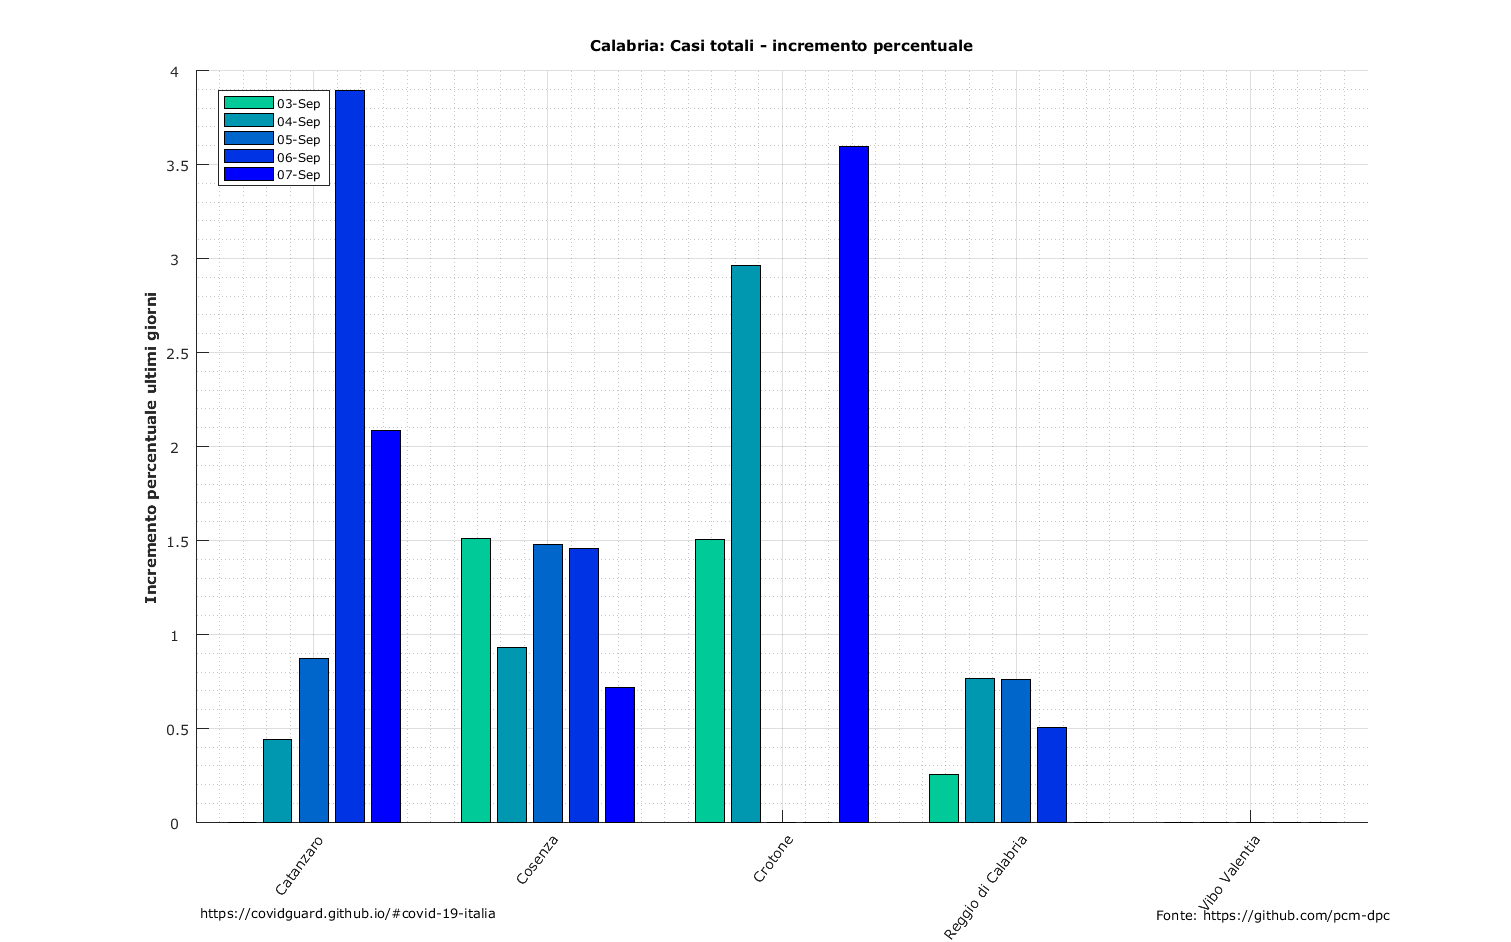 Calabria: Casi totali - incremento percentuale
4
3.5
3
2.5
2
1.5
1
0.5
0
Incremento percentuale ultimi giorni
03-Sep
04-Sep
05-Sep
06-Sep
07-Sep
Catanzaro
Cosenza
Crotone
Reggio di Calabria
Vibo Valentia
https://covidguard.github.io/#covid-19-italia
Fonte: https://github.com/pcm-dpc